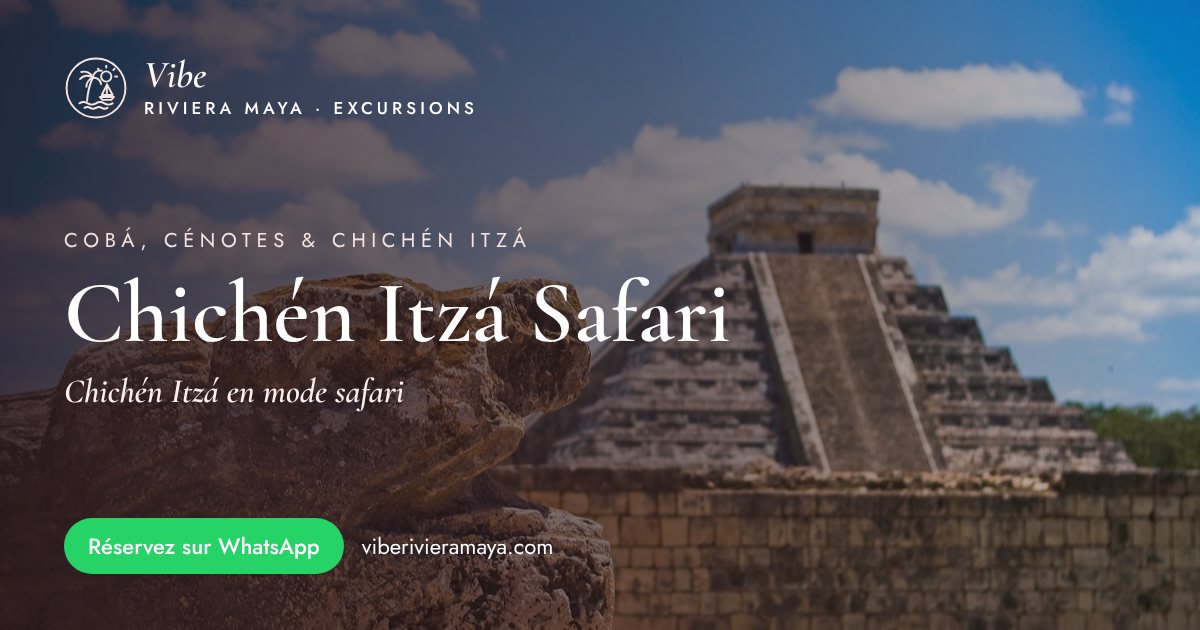 Vibe
RIVIERA MAYA · EXCURSIONS
COBÁ, CÉNOTES & CHICHÉN ITZÁ
Chichén Itzá Safari
Chichén Itzá en mode safari
Réservez sur WhatsApp
viberivieramaya.com